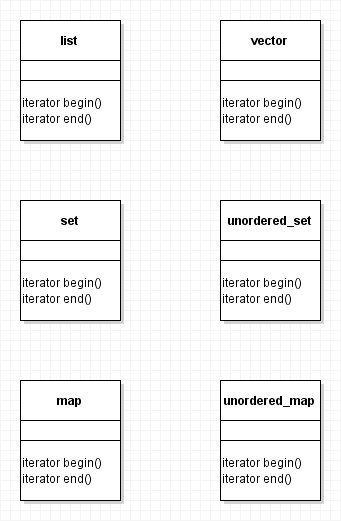 list
iterator begin()
iterator end()
vector
iterator begin()
iterator end()
set
iterator begin()
iterator end()
unordered_set
iterator begin()
iterator end()
map
iterator begin()
iterator end()
unordered_map
iterator begin()
iterator end()